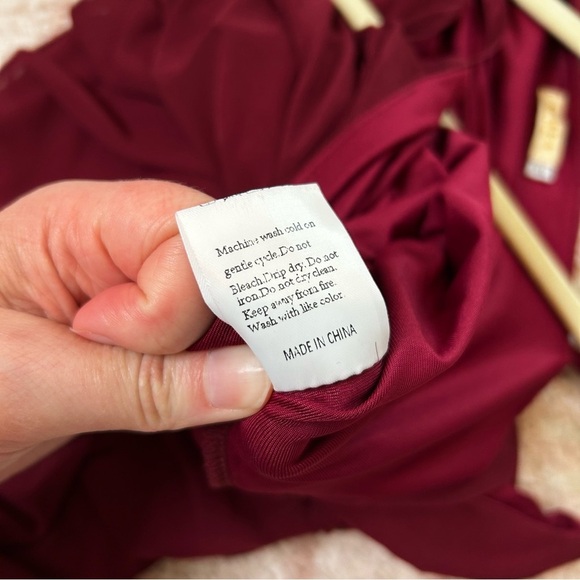 Machine wash cold on
gentle cycle.Do not
Bleach.Drip dry.Do not
iron.Do not dry clean.
Keep away from fire.
Wash with like color.
MADE IN CHINA